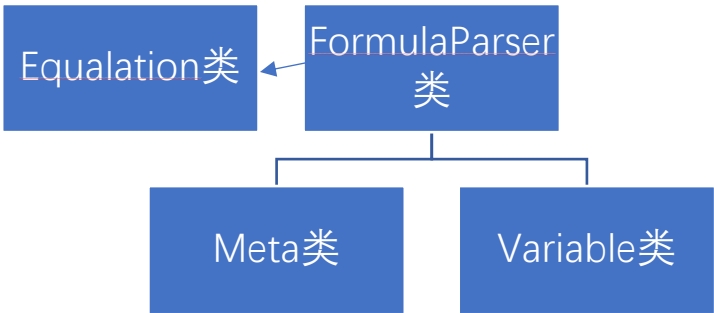 Equalation类
FormulaParser
类
Meta类
Variable类